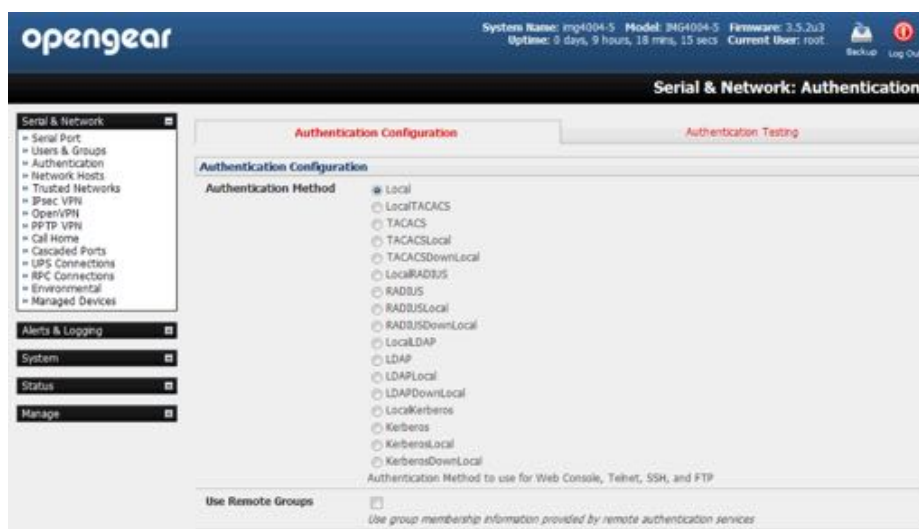 opengear
System Name: img4004-5 Model: IMG4004-5 Firmware: 3.5.2u3
Uptime: 0 days, 9 hours, 18 mins, 15 secs Current User: root
Backup
Log Ou
Serial & Network: Authentication
Serial & Network
Serial Port
Users & Groups
Authentication
Network Hosts
Trusted Networks
IPsec VPN
OpenVPN
PPTP VPN
Call Home
Cascaded Ports
UPS Connections
RPC Connections
Environmental
Managed Devices
Alerts & Logging
System
Status
Manage
Authentication Configuration
Authentication Testing
Authentication Configuration
Authentication Method
Local
LocalTACACS
TACACS
TACACSLocal
TACACSDownLocal
LocalRADIUS
RADIUS
RADIUSLocal
RADIUSDownLocal
LocalLDAP
LDAP
LDAPLocal
LDAPDownLocal
LocalKerberos
Kerberos
KerberosLocal
KerberosDownLocal
Authentication Method to use for Web Console, Telnet, SSH, and FTP
Use Remote Groups
Use group membership information provided by remote authentication services